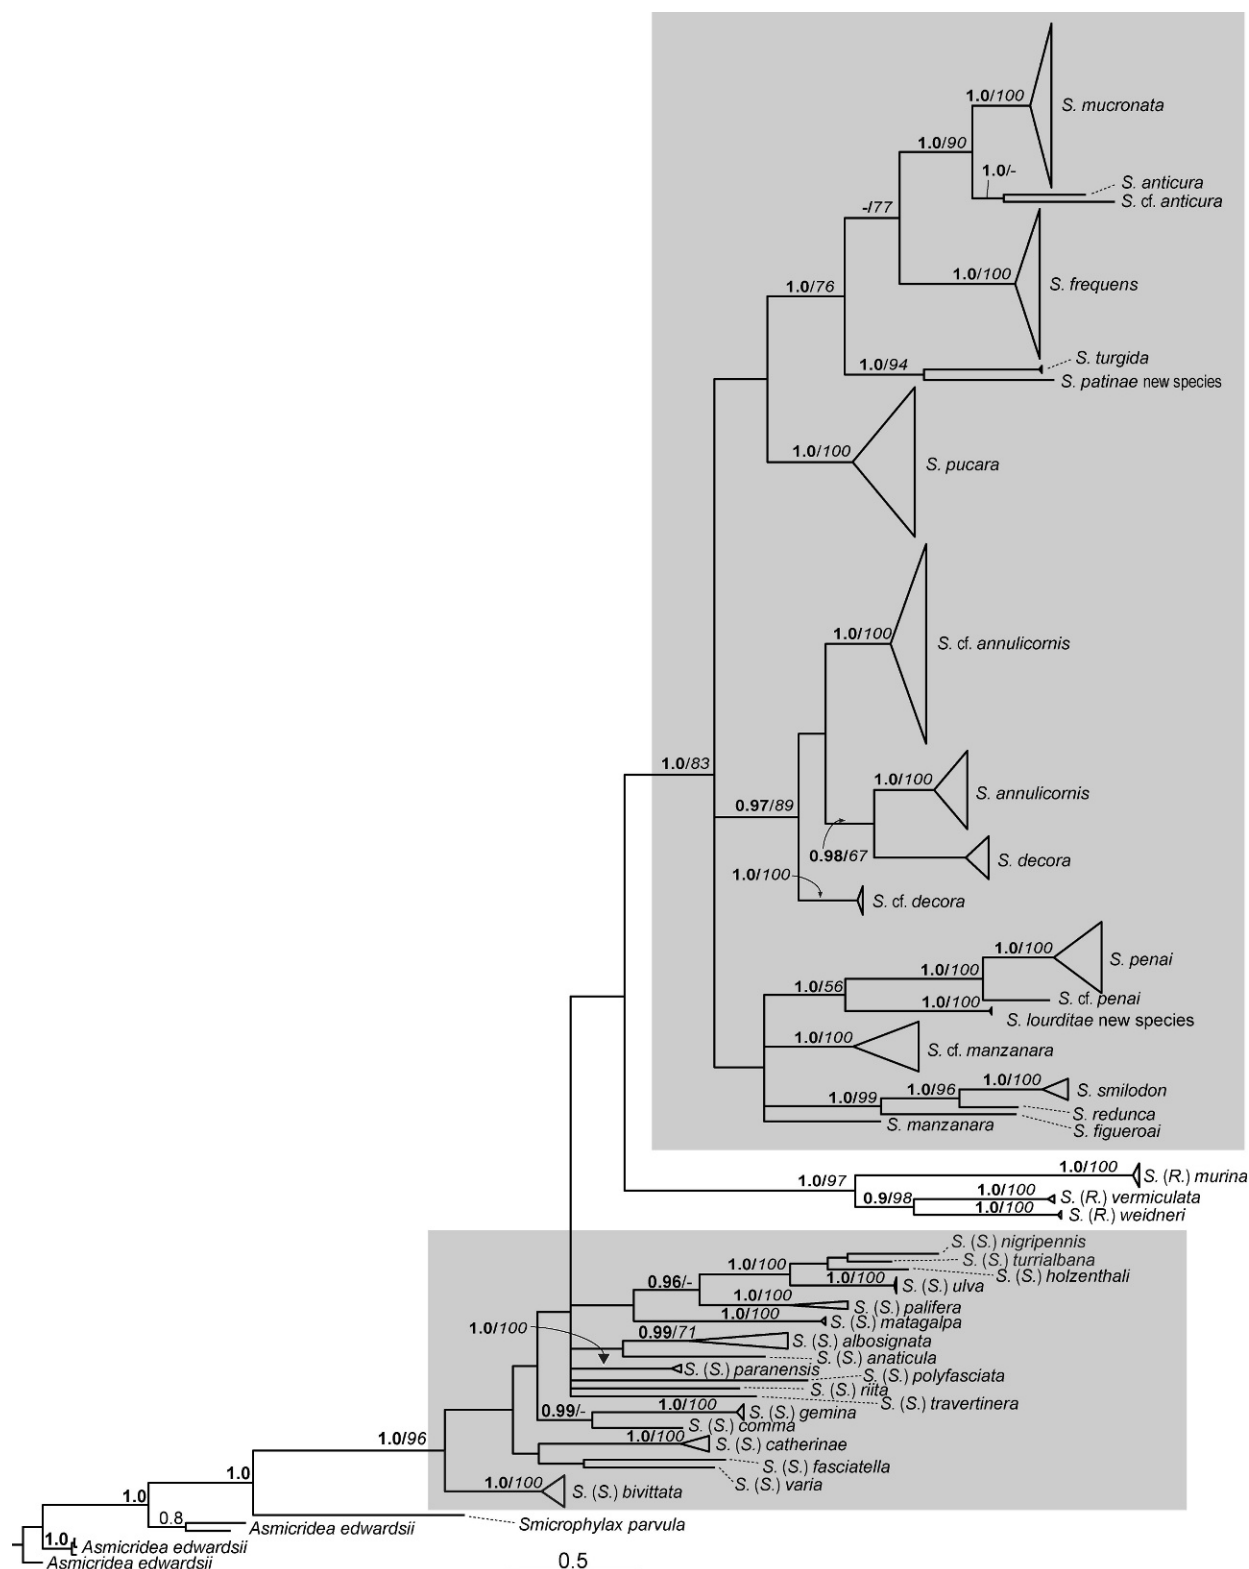 1.0/100
S. mucronata
1.0/90
1.0/-
S. anticura
S. cf. anticura
-/77
1.0/100
S. frequens
1.0/76
S. turgida
1.0/94
S. patinae new species
1.0/100
S. pucara
1.0/100
S. cf. annulicornis
1.0/83
1.0/100
S. annulicornis
0.97/89
0.98/67
S. decora
1.0/100
S. cf. decora
1.0/100
S. penai
1.0/100
1.0/56
S. cf. penai
1.0/100
S. lourditae new species
1.0/100
S. cf. manzanara
1.0/100
S. smilodon
1.0/96
1.0/99
S. redunca
S. manzanara
S. figueroai
1.0/100
S. (R.) murina
1.0/97
1.0/100
S. (R.) vermiculata
0.9/98
1.0/100
S. (R.) weidneri
S. (S.) nigripennis
S. (S.) turrialbana
1.0/100
S. (S.) holzenthali
0.96/-
1.0/100
S. (S.) ulva
1.0/100
S. (S.) palifera
1.0/100
S. (S.) matagalpa
1.0/100
0.99/71
S. (S.) albosignata
S. (S.) anaticula
S. (S.) paranensis
S. (S.) polyfasciata
S. (S.) riita
S. (S.) travertinera
1.0/100
S. (S.) gemina
0.99/-
S. (S.) comma
1.0/96
1.0/100
S. (S.) catherinae
S. (S.) fasciatella
1.0
1.0/100
S. (S.) varia
S. (S.) bivittata
1.0
0.8
Asmicridea edwardsii
Smicrophylax parvula
1.0
Asmicridea edwardsii
Asmicridea edwardsii
0.5